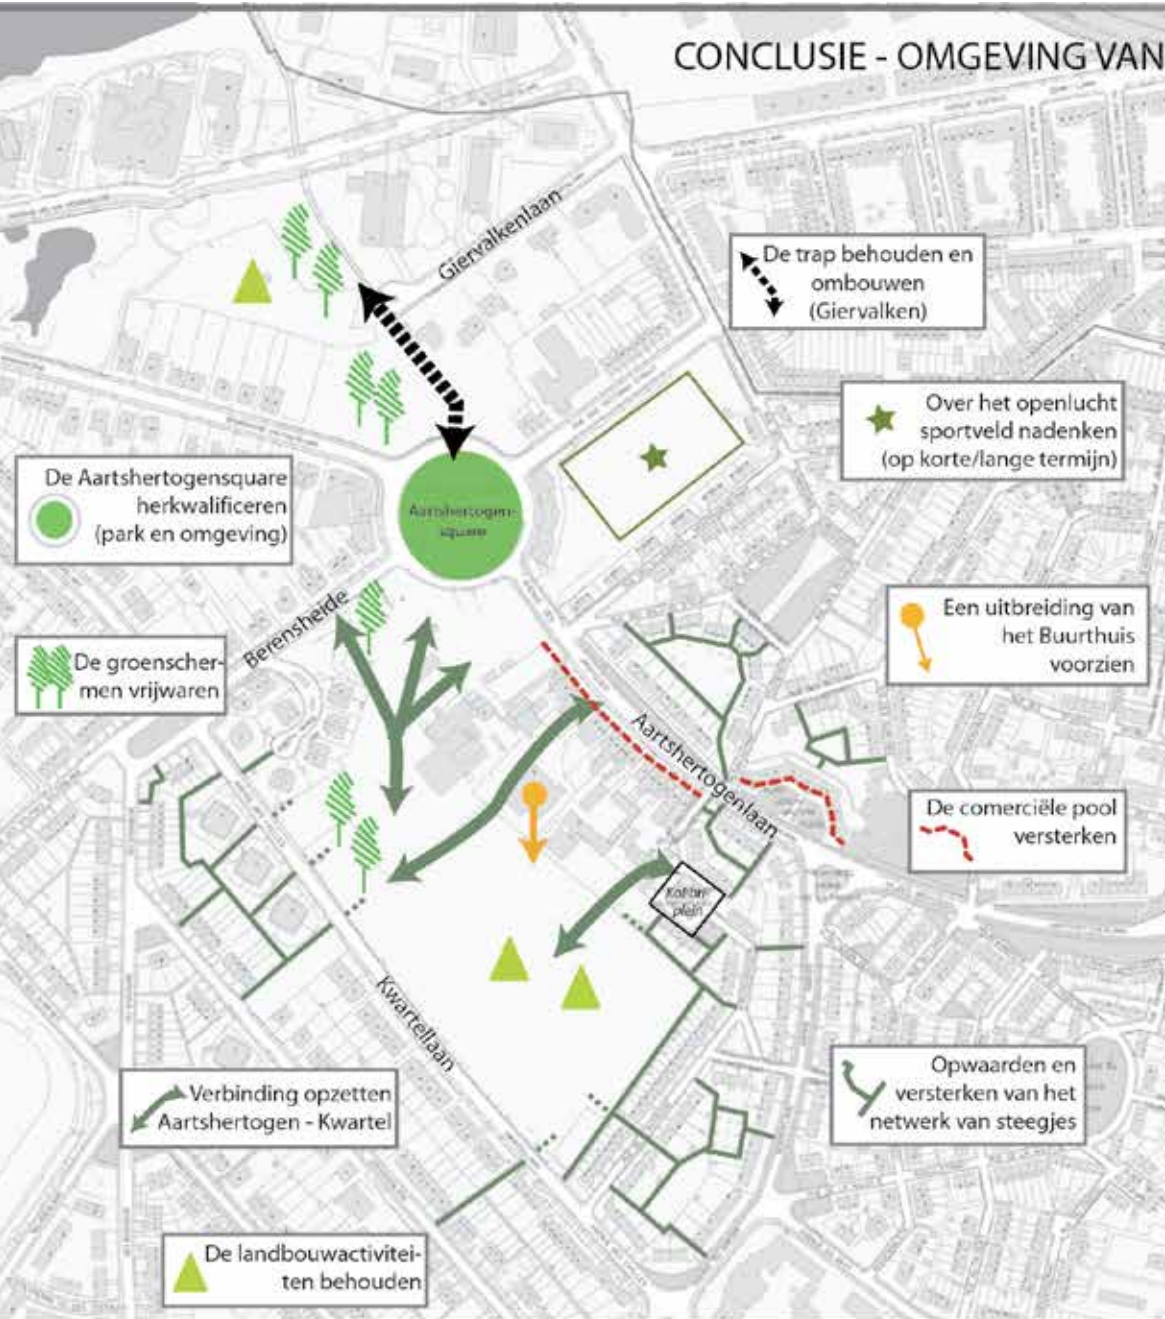 CONCLUSIE - OMGEVING VAN
Giervalkenlaan
De trap behouden en
ombouwen
(Giervalken)
Over het openlucht
sportveld nadenken
(op korte/lange termijn)
De Aartshertogensquare
herkwalificeren
(park en omgeving)
Aartshertogen-
square
Berensheide
Een uitbreiding van
het Buurthuis
voorzien
De groenscher-
men vrijwaren
Aartshertogenlaan
De comerciële pool
versterken
Kolibri-
plein
Kwartellaan
Verbinding opzetten
Aartshertogen - Kwartel
Opwaarden en
versterken van het
netwerk van steegjes
De landbouwactivitei-
ten behouden